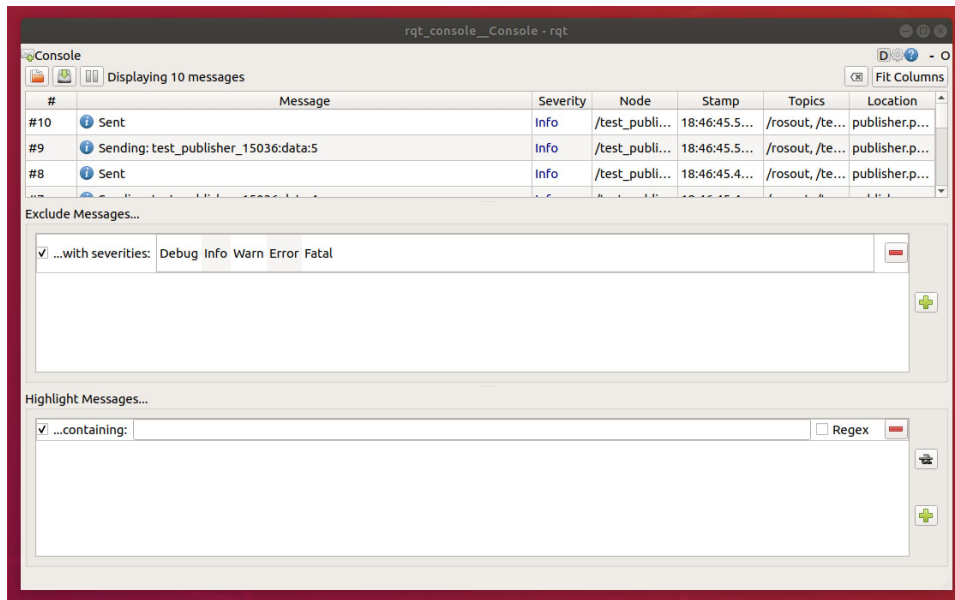 rqt_console__Console - rqt
Console D - O
Displaying 10 messages Fit Columns
# Message Severity Node Stamp Topics Location
#10 Sent Info /test_publi... 18:46:45.5... /rosout, /te... publisher.p...
#9 Sending: test_publisher_15036:data:5 Info /test_publi... 18:46:45.5... /rosout, /te... publisher.p...
#8 Sent Info /test_publi... 18:46:45.4... /rosout, /te... publisher.p...
Exclude Messages...
...with severities: Debug Info Warn Error Fatal
Highlight Messages...
...containing: Regex